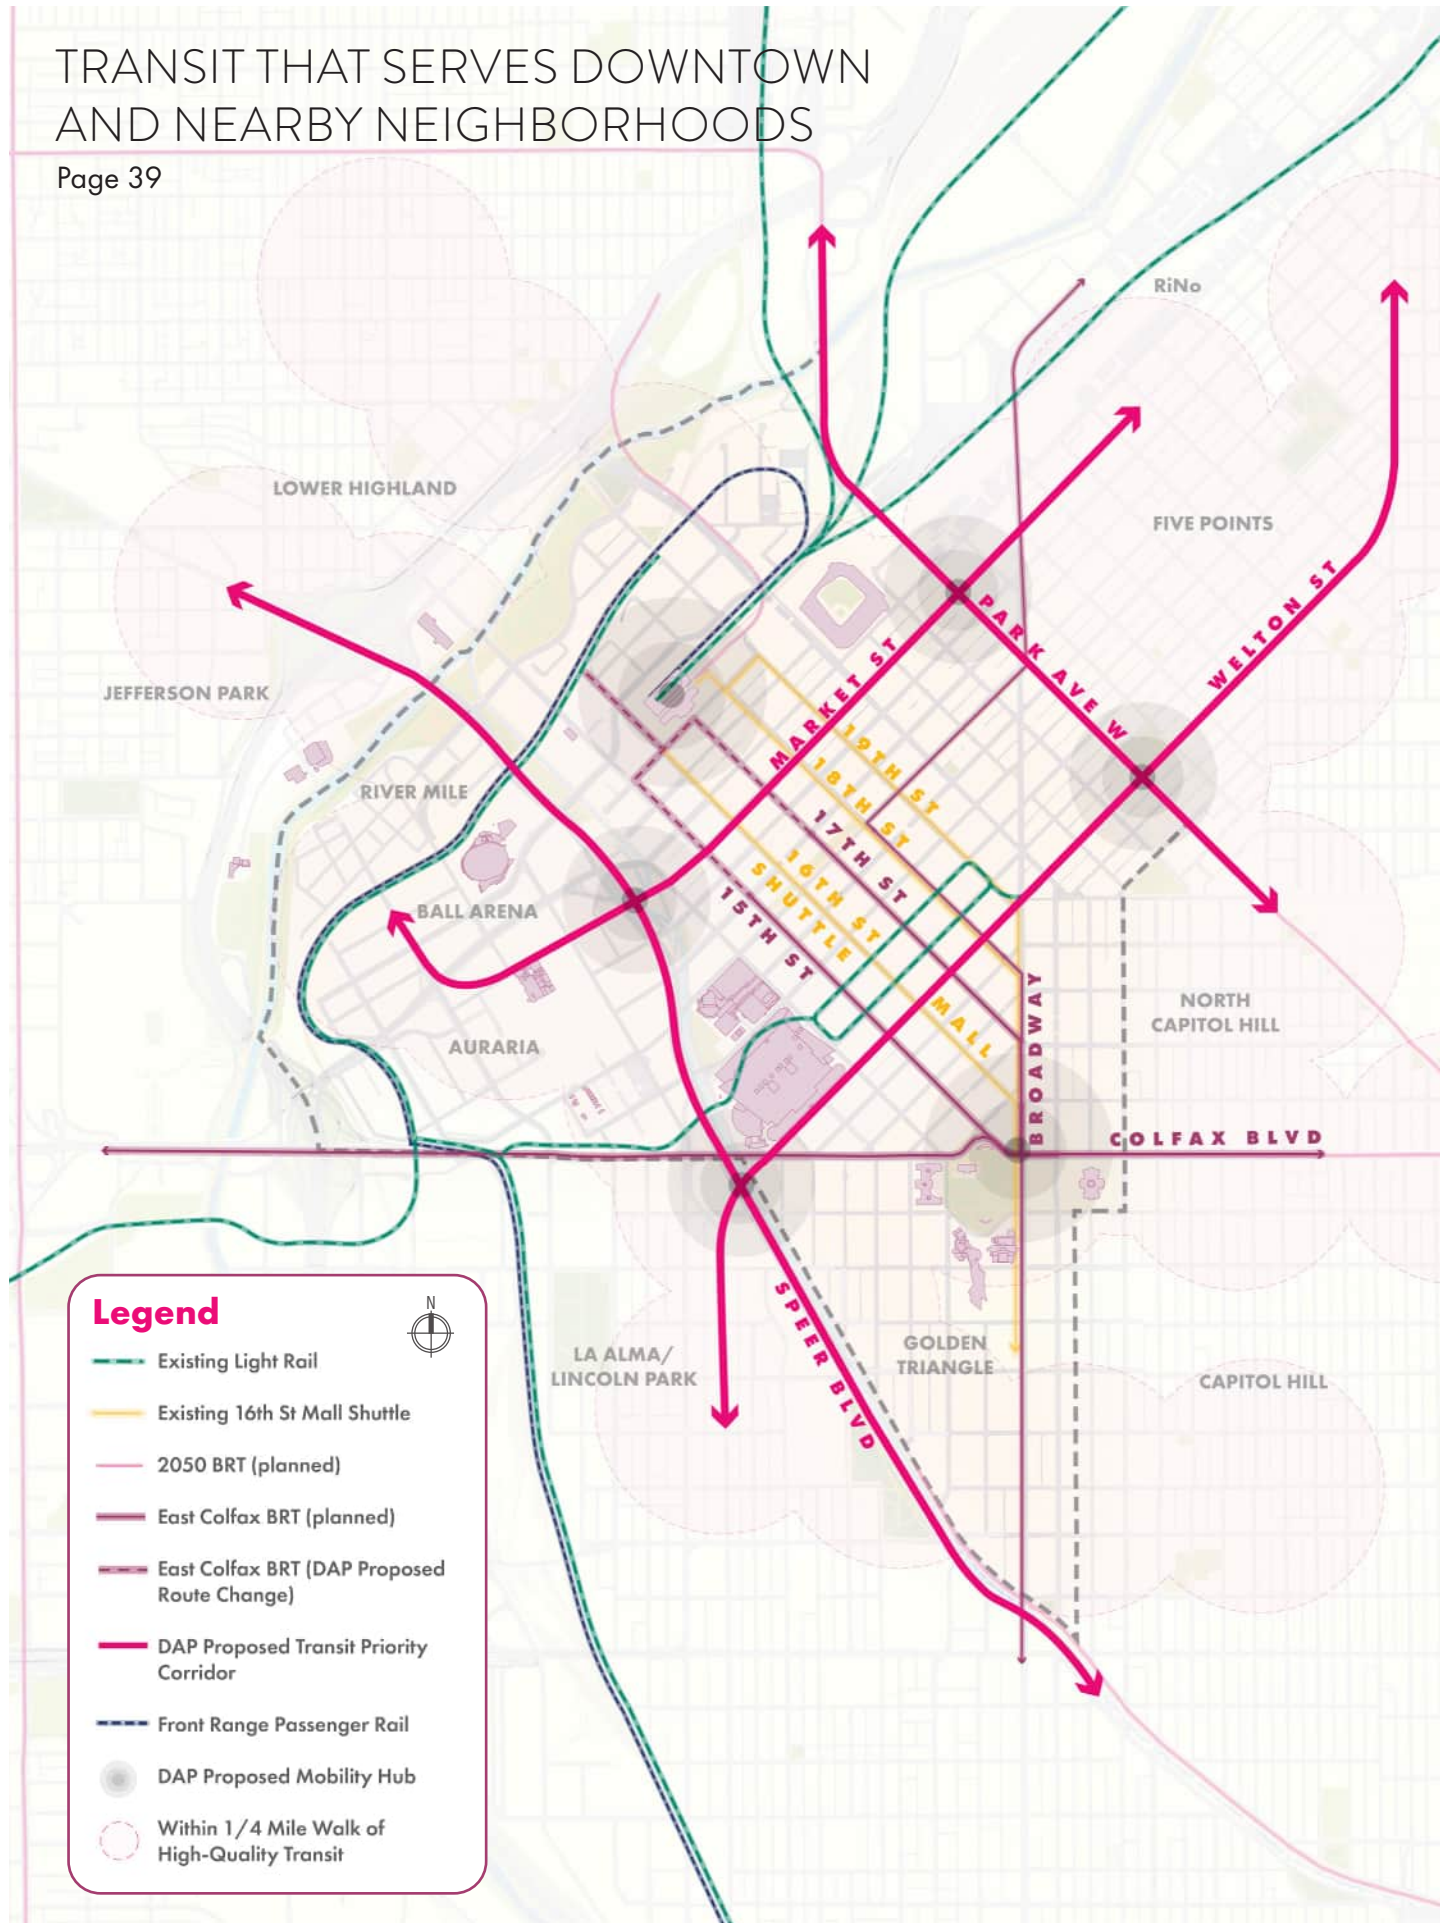 TRANSIT THAT SERVES DOWNTOWN
AND NEARBY NEIGHBORHOODS
Page 39
RiNo
LOWER HIGHLAND
FIVE POINTS
WELTON ST
PARK AVE W
MARKET ST
JEFFERSON PARK
RIVER MILE
19TH ST
18TH ST
17TH ST
16TH ST
SHUTTLE
MALL
15TH ST
BALL ARENA
BROADWAY
NORTH
CAPITOL HILL
AURARIA
COLFAX BLVD
SPEER BLVD
GOLDEN
TRIANGLE
LA ALMA/
LINCOLN PARK
CAPITOL HILL
Legend
N
Existing Light Rail
Existing 16th St Mall Shuttle
2050 BRT (planned)
East Colfax BRT (planned)
East Colfax BRT (DAP Proposed
Route Change)
DAP Proposed Transit Priority
Corridor
Front Range Passenger Rail
DAP Proposed Mobility Hub
Within 1/4 Mile Walk of
High-Quality Transit